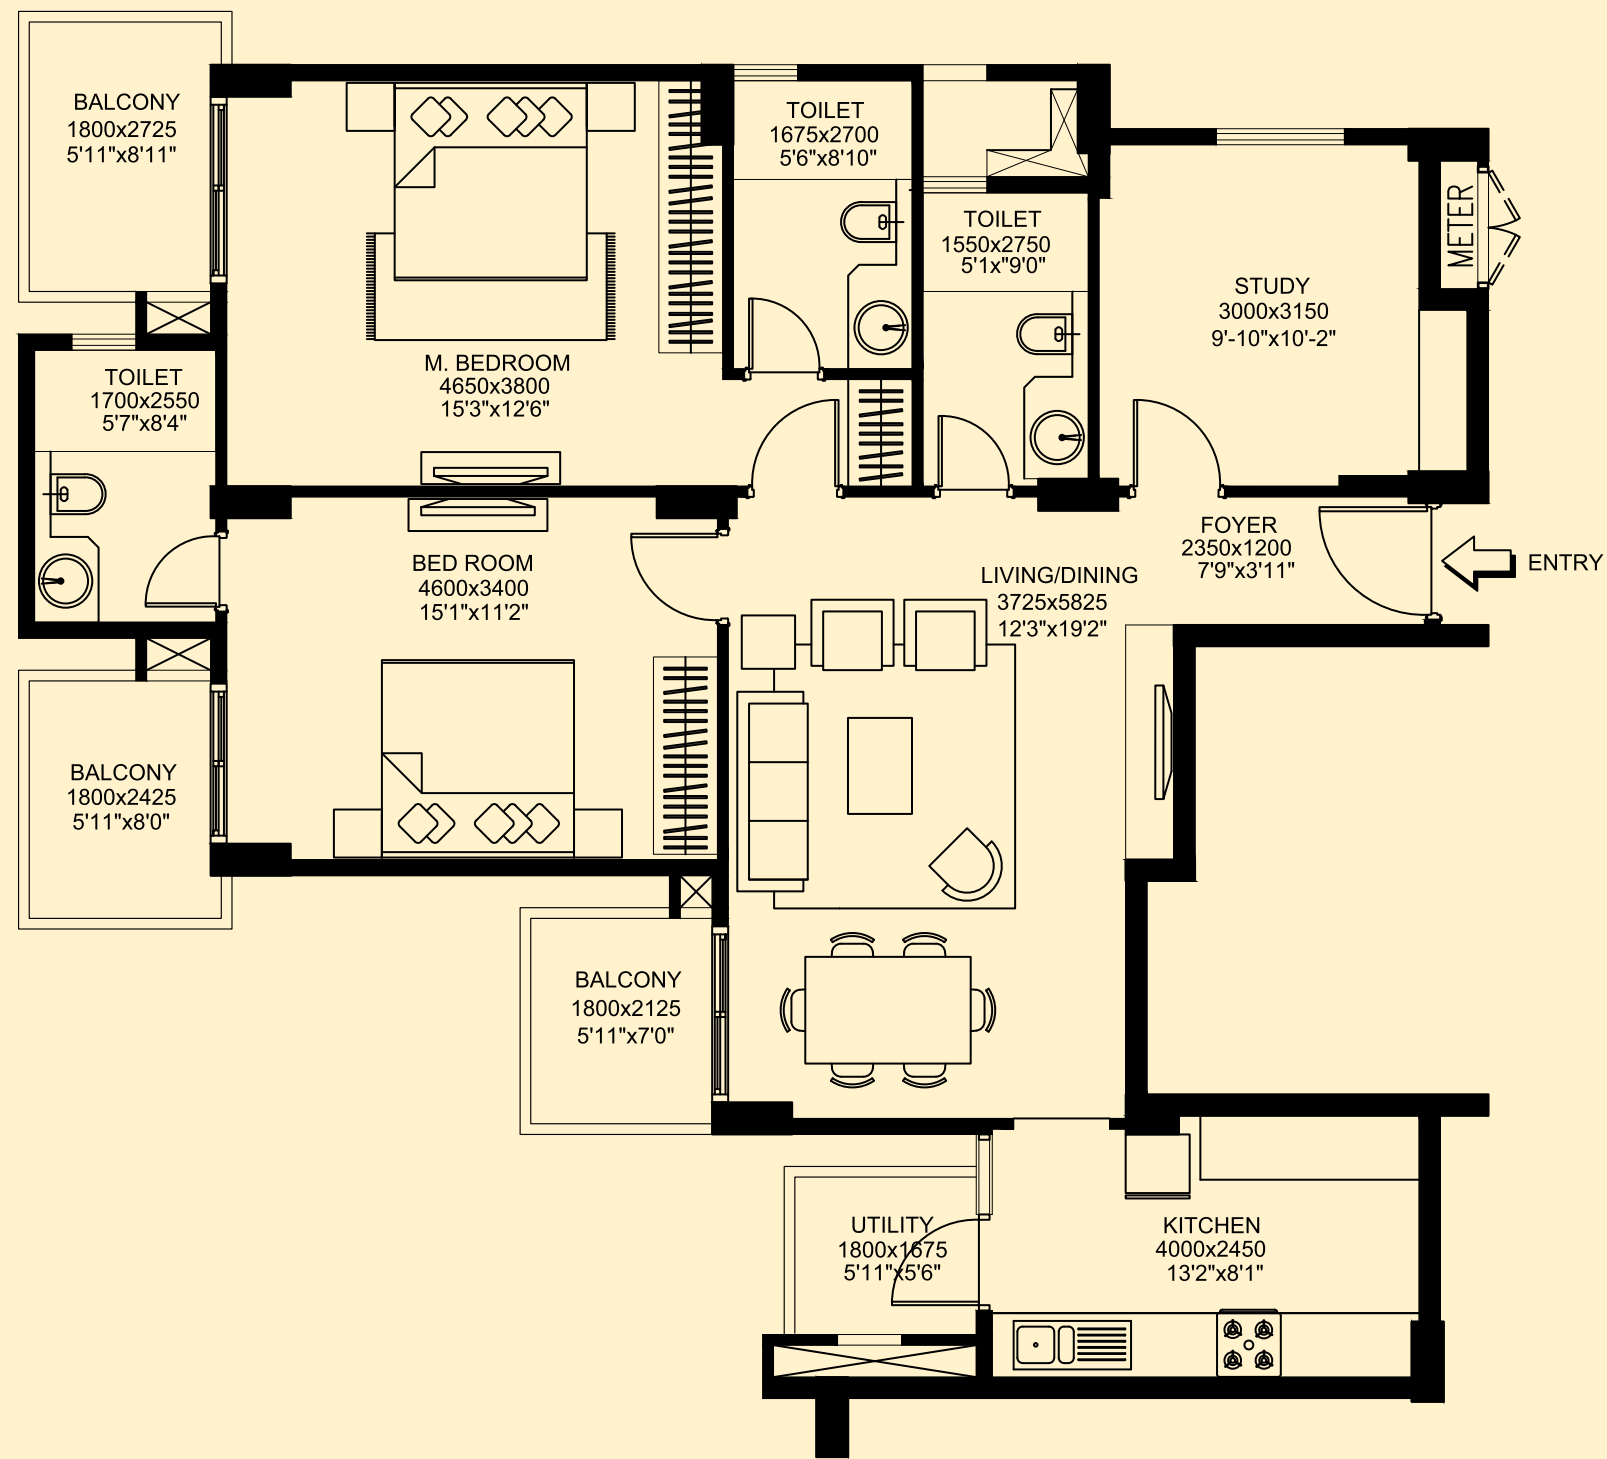 BALCONY
1800x2725
5'11"x8'11"
TOILET
1675x2700
5'6"x8'10"
TOILET
1550x2750
5'1x"9'0"
METER
STUDY
3000x3150
9'-10"x10'-2"
M. BEDROOM
4650x3800
15'3"x12'6"
TOILET
1700x2550
5'7"x8'4"
FOYER
2350x1200
7'9"x3'11"
ENTRY
BED ROOM
4600x3400
15'1"x11'2"
LIVING/DINING
3725x5825
12'3"x19'2"
BALCONY
1800x2425
5'11"x8'0"
BALCONY
1800x2125
5'11"x7'0"
UTILITY
1800x1675
5'11"x5'6"
KITCHEN
4000x2450
13'2"x8'1"